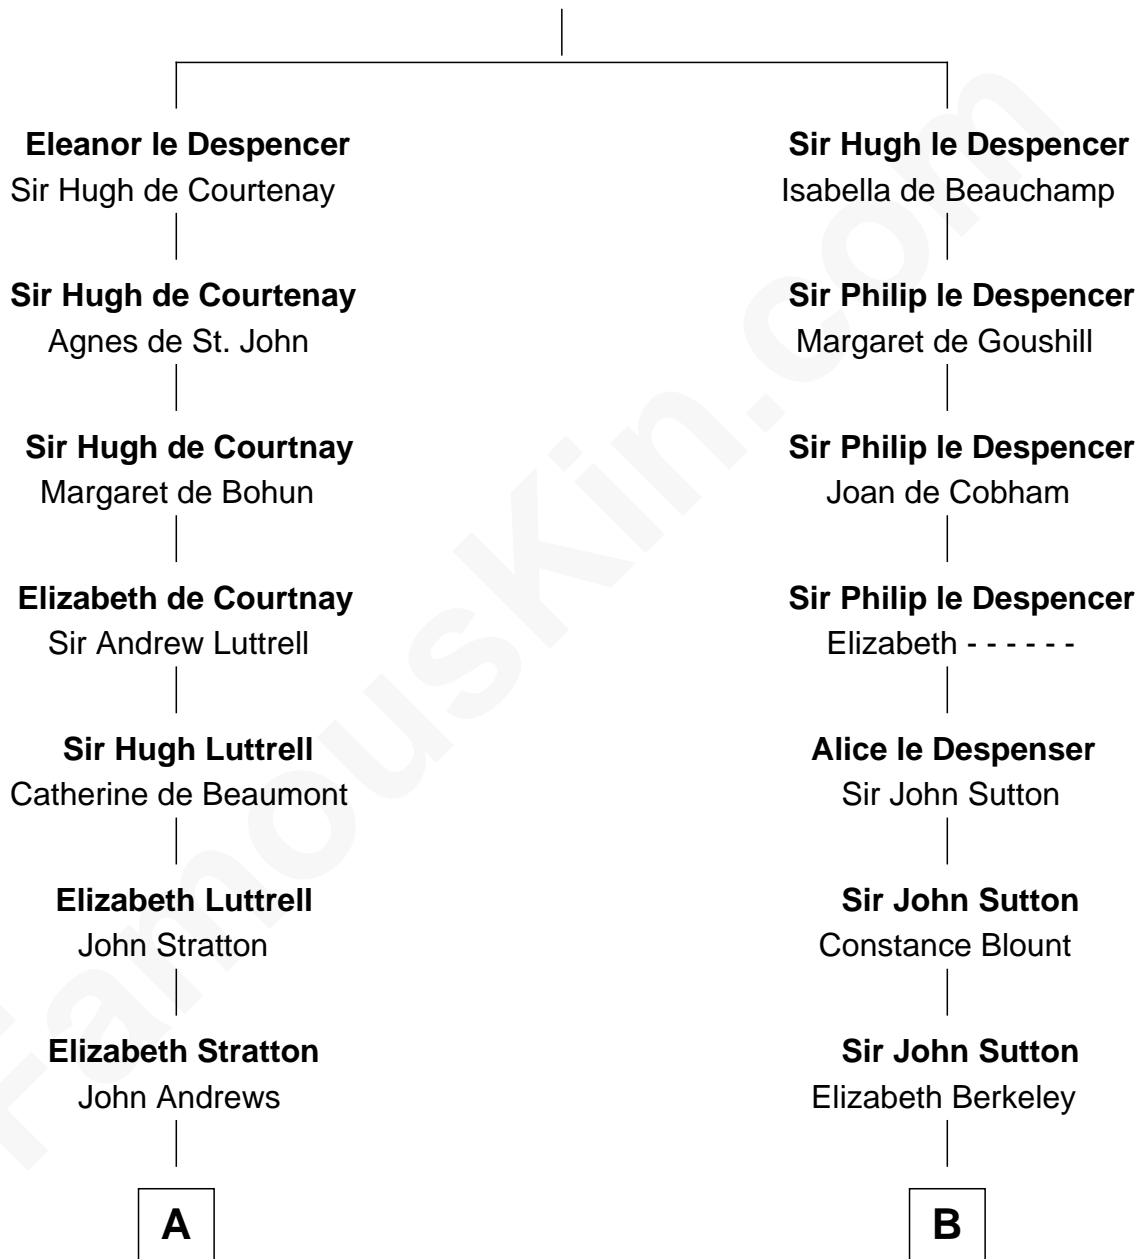 Eleanor le Despencer
Sir Hugh de Courtenay
Sir Hugh de Courtenay
Agnes de St. John
Sir Hugh de Courtnay
Margaret de Bohun
Elizabeth de Courtnay
Sir Andrew Luttrell
Sir Hugh Luttrell
Catherine de Beaumont
Elizabeth Luttrell
John Stratton
Elizabeth Stratton
John Andrews
A
Sir Hugh le Despencer
Isabella de Beauchamp
Sir Philip le Despencer
Margaret de Goushill
Sir Philip le Despencer
Joan de Cobham
Sir Philip le Despencer
Elizabeth - - - - - -
Alice le Despenser
Sir John Sutton
Sir John Sutton
Constance Blount
Sir John Sutton
Elizabeth Berkeley
B
FamousKin.com